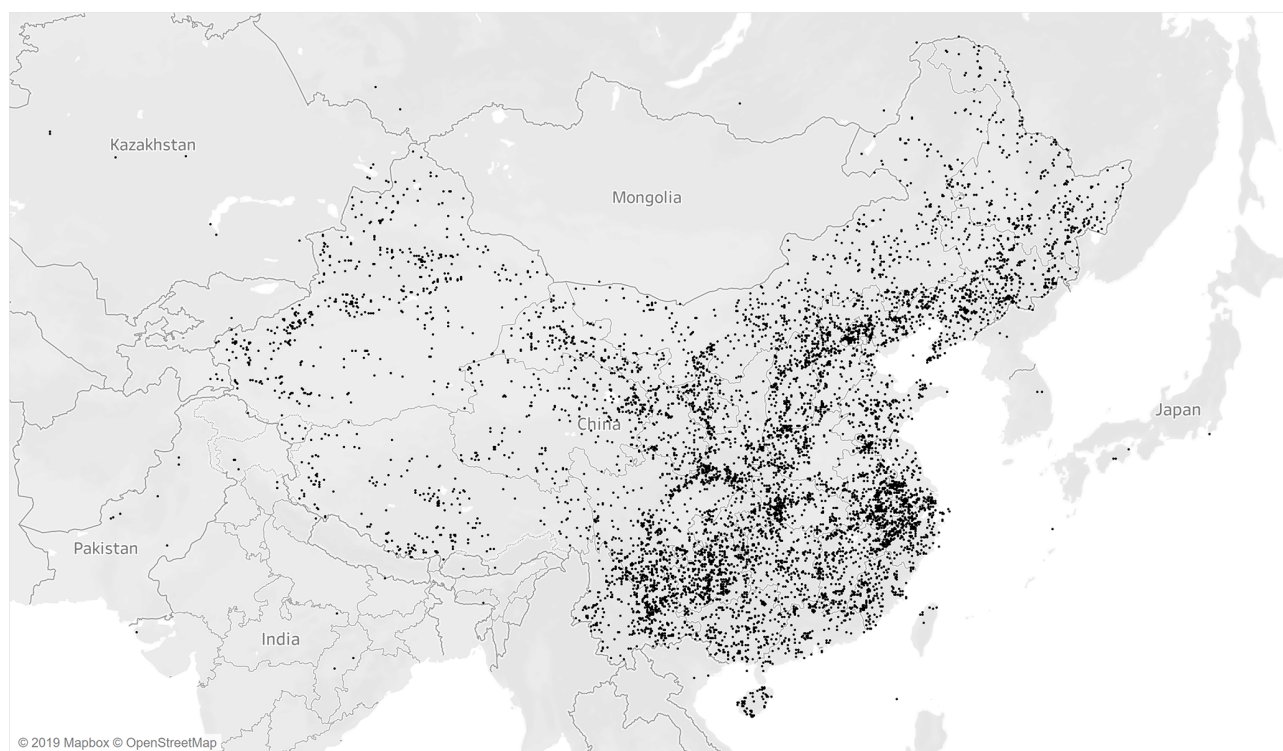 Kazakhstan
Mongolia
Japan
China
Pakistan
India
© 2019 Mapbox © OpenStreetMap